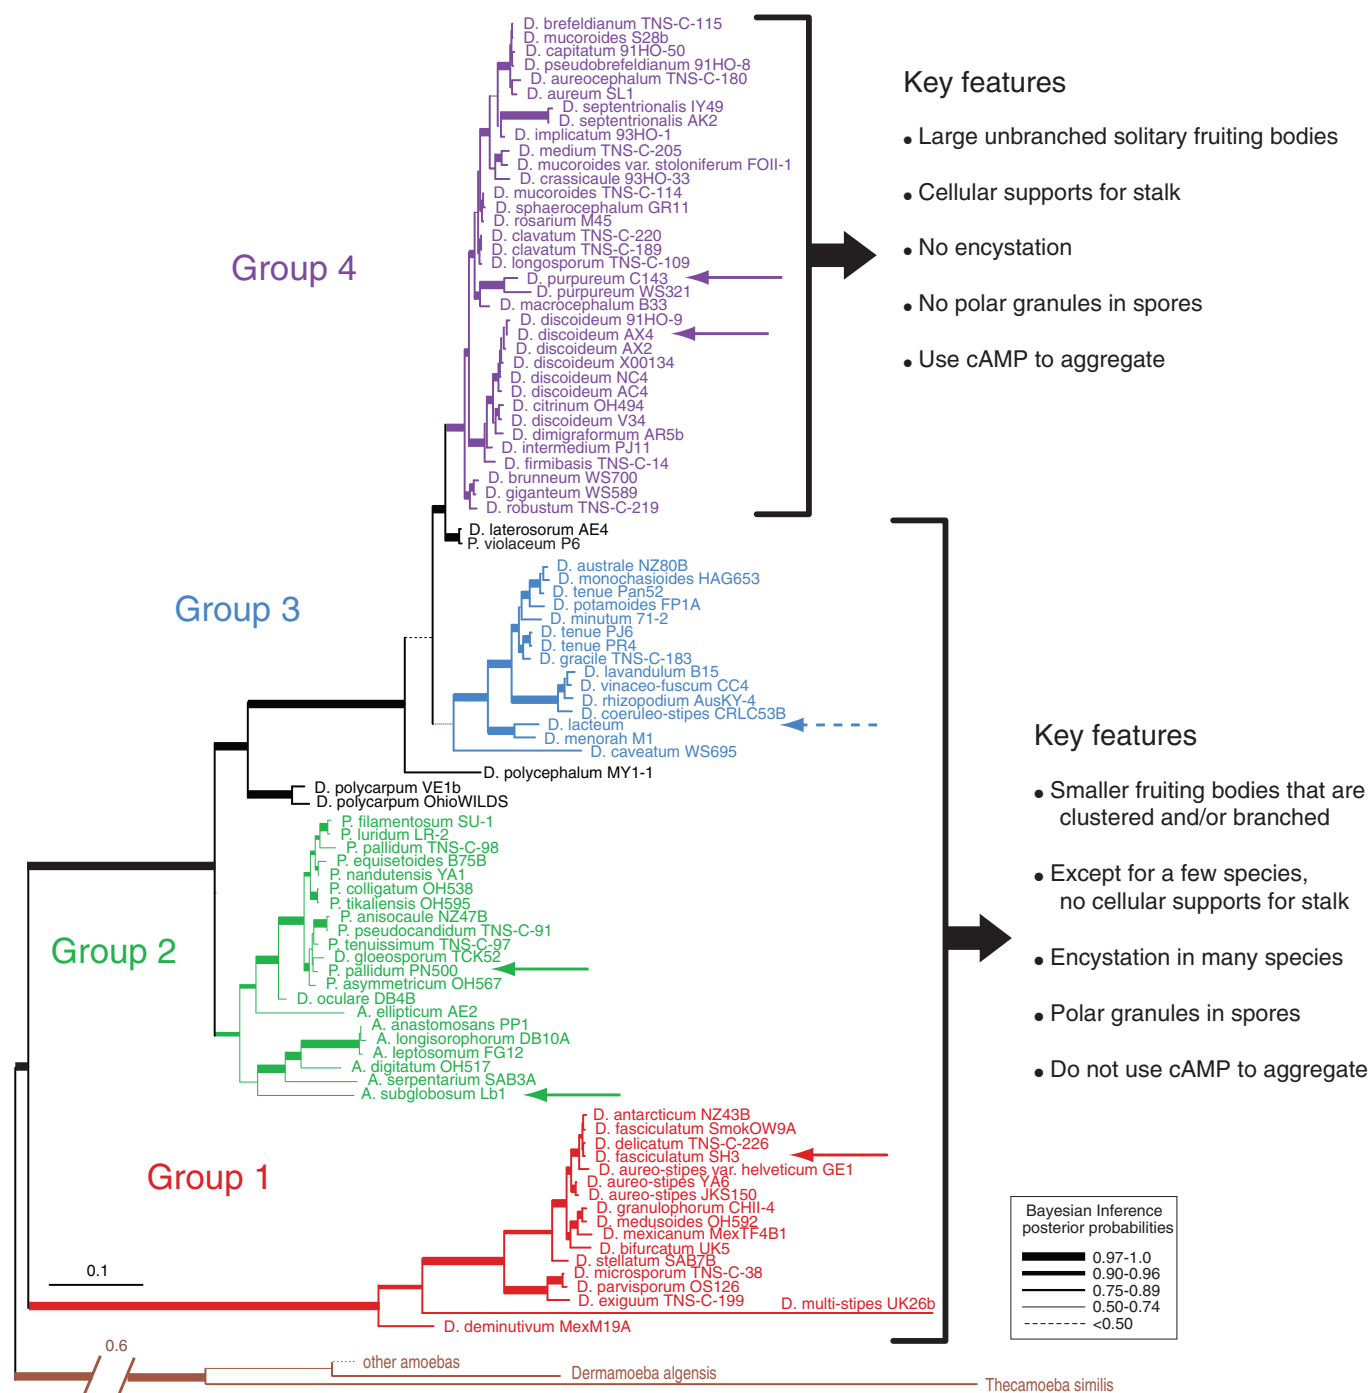 D. brefeldianum TNS-C-115
D. mucoroides S28b
D. capitatum 91HO-50
D. pseudobrefeldianum 91HO-8
D. aureocephalum TNS-C-180
D. aureum SL1
D. septentrionalis IY49
D. septentrionalis AK2
D. implicatum 93HO-1
D. medium TNS-C-205
D. mucoroides var. stoloniferum FOII-1
D. crassicaule 93HO-33
D. mucoroides TNS-C-114
D. sphaerocephalum GR11
D. rosarium M45
D. clavatum TNS-C-220
D. clavatum TNS-C-189
D. longosporum TNS-C-109
D. purpureum C143
D. purpureum WS321
D. macrocephalum B33
D. discoideum 91HO-9
D. discoideum AX4
D. discoideum AX2
D. discoideum X00134
D. discoideum NC4
D. discoideum AC4
D. citrinum OH494
D. discoideum V34
D. dimigraformum AR5b
D. intermedium PJ11
D. firmibasis TNS-C-14
D. brunneum WS700
D. giganteum WS589
D. robustum TNS-C-219
Group 4
Key features
• Large unbranched solitary fruiting bodies
• Cellular supports for stalk
• No encystation
• No polar granules in spores
• Use cAMP to aggregate
D. laterosorum AE4
P. violaceum P6
Group 3
D. australe NZ80B
D. monochasioides HAG653
D. tenue Pan52
D. potamoides FP1A
D. minutum 71-2
D. tenue PJ6
D. tenue PR4
D. gracile TNS-C-183
D. lavandulum B15
D. vinaceo-fuscum CC4
D. rhizopodium AusKY-4
D. coeruleo-stipes CRLC53B
D. lacteum
D. menorah M1
D. caveatum WS695
D. polycephalum MY1-1
D. polycarpum VE1b
D. polycarpum OhioWILDS
Group 2
P. filamentosum SU-1
P. luridum LR-2
P. pallidum TNS-C-98
P. equisetoides B75B
P. nandutensis YA1
P. colligatum OH538
P. tikaliensis OH595
P. anisocaule NZ47B
P. pseudocandidum TNS-C-91
P. tenuissimum TNS-C-97
D. gloeosporum TCK52
P. pallidum PN500
P. asymmetricum OH567
D. oculare DB4B
A. ellipticum AE2
A. anastomosans PP1
A. longisorophorum DB10A
A. leptosomum FG12
A. digitatum OH517
A. serpentarium SAB3A
A. subglobosum Lb1
Key features
• Smaller fruiting bodies that are
clustered and/or branched
• Except for a few species,
no cellular supports for stalk
• Encystation in many species
• Polar granules in spores
• Do not use cAMP to aggregate
Group 1
D. antarcticum NZ43B
D. fasciculatum SmokOW9A
D. delicatum TNS-C-226
D. fasciculatum SH3
D. aureo-stipes var. helveticum GE1
D. aureo-stipes YA6
D. aureo-stipes JKS150
D. granulophorum CHII-4
D. medusoides OH592
D. mexicanum MexTF4B1
D. bifurcatum UK5
D. stellatum SAB7B
D. microsporum TNS-C-38
D. parvisporum OS126
D. exiguum TNS-C-199
D. multi-stipes UK26b
D. deminutivum MexM19A
0.1
Bayesian Inference
posterior probabilities
0.97-1.0
0.90-0.96
0.75-0.89
0.50-0.74
<0.50
0.6
other amoebas
Dermamoeba algensis
Thecamoeba similis